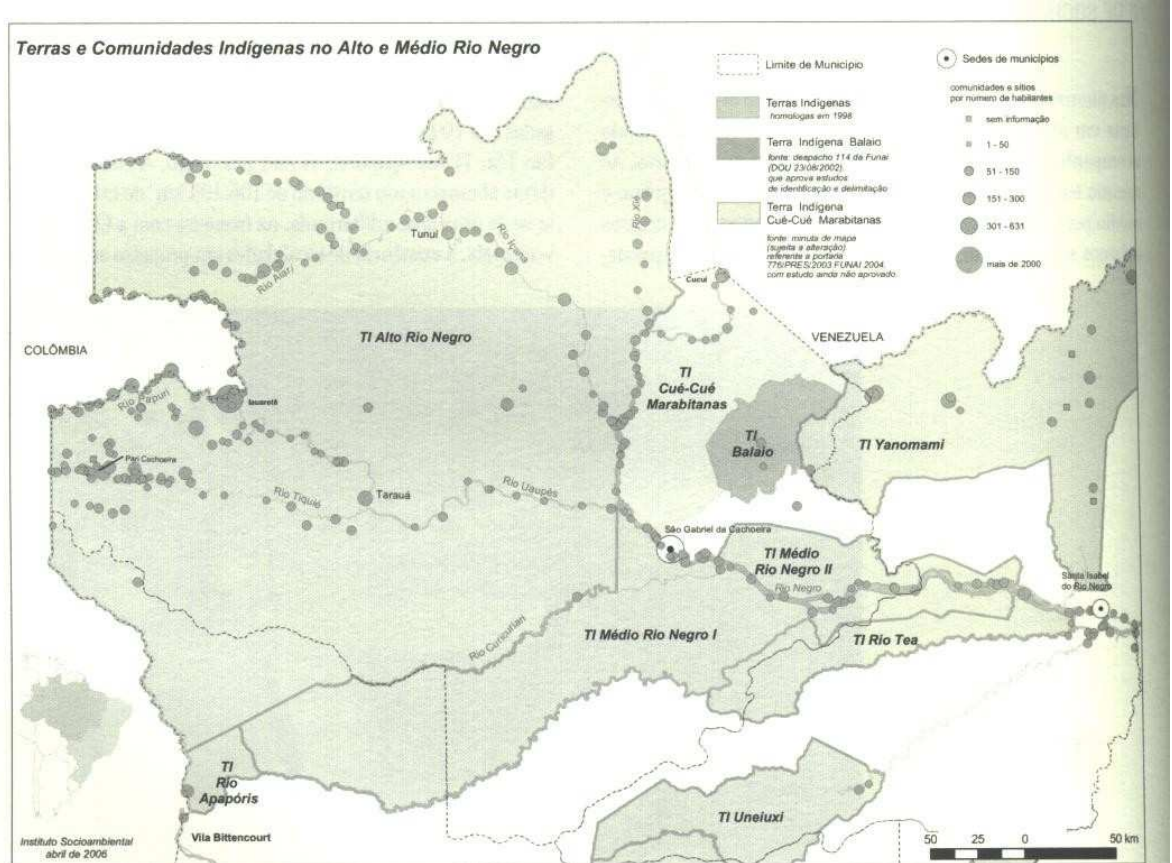 Terras e Comunidades Indígenas no Alto e Médio Rio Negro
Limite de Município
Terras Indígenas
homologas em 1998
Terra Indígena Balaio
fonte: despacho 114 da Funai
(DOU 23/08/2002),
que aprova estudos
de identificação e delimitação
Terra Indígena
Cué-Cué Marabitanas
fonte: minuta de mapa
(sujeita a alteração)
referente a portaria
776/PRES/2003 FUNAI 2004.
com estudo ainda não aprovado.
Sedes de municípios
comunidades e sítios
por número de habitantes
sem informação
1 - 50
51 - 150
151 - 300
301 - 631
mais de 2000
Rio Xié
Tunuí
Rio Içana
Rio Aiari
Cucuí
COLÔMBIA
VENEZUELA
TI Alto Rio Negro
TI
Cué-Cué
Marabitanas
Rio Papuri
Iauaretê
TI
Balaio
TI Yanomami
Pari Cachoeira
Rio Tiquié
Tarauá
Rio Uaupés
São Gabriel da Cachoeira
TI Médio
Rio Negro II
Rio Negro
Santa Isabel
do Rio Negro
TI Médio Rio Negro I
Rio Curicuriari
TI Rio Tea
TI
Rio
Apapóris
Vila Bittencourt
TI Uneiuxi
Instituto Socioambiental
abril de 2006
50 25 0 50 km